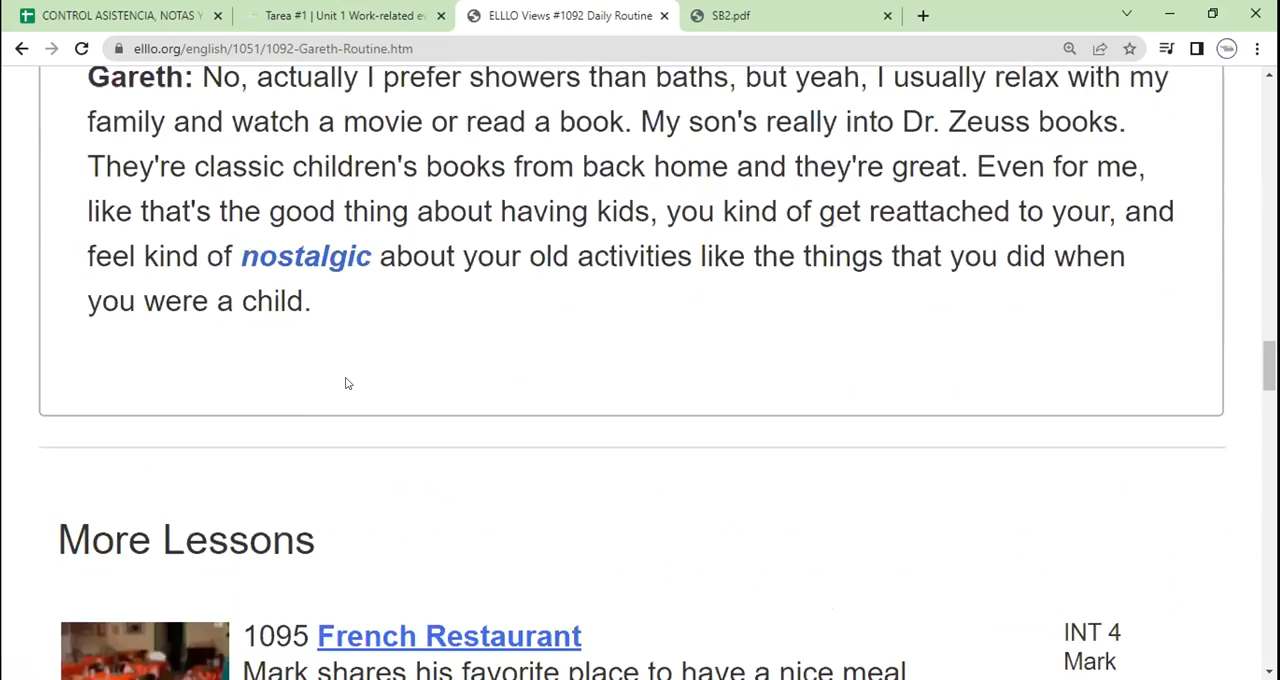 CONTROL ASISTENCIA, NOTAS Y
Tarea #1 | Unit 1 Work-related ev
ELLLO Views #1092 Daily Routine
SB2.pdf
elllo.org/english/1051/1092-Gareth-Routine.htm
Gareth: No, actually I prefer showers than baths, but yeah, I usually relax with my
family and watch a movie or read a book. My son's really into Dr. Zeuss books.
They're classic children's books from back home and they're great. Even for me,
like that's the good thing about having kids, you kind of get reattached to your, and
feel kind of nostalgic about your old activities like the things that you did when
you were a child.
More Lessons
1095 French Restaurant
INT 4
Mark shares his favorite place to have a nice meal
Mark